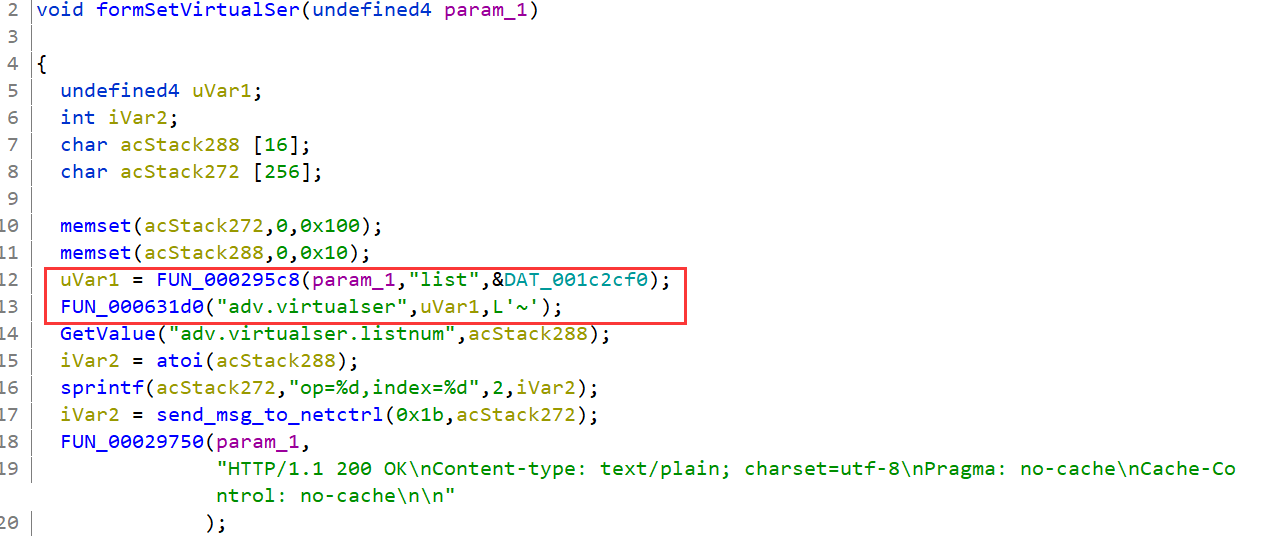 2 void formSetVirtualSer(undefined4 param_1)
3
4 {
5 undefined4 uVar1;
6 int iVar2;
7 char acStack288 [16];
8 char acStack272 [256];
9
10 memset(acStack272,0,0x100);
11 memset(acStack288,0,0x10);
12 uVar1 = FUN_000295c8(param_1,"list",&DAT_001c2cf0);
13 FUN_000631d0("adv.virtualser",uVar1,L'~');
14 GetValue("adv.virtualser.listnum",acStack288);
15 iVar2 = atoi(acStack288);
16 sprintf(acStack272,"op=%d,index=%d",2,iVar2);
17 iVar2 = send_msg_to_netctrl(0x1b,acStack272);
18 FUN_00029750(param_1,
19 "HTTP/1.1 200 OK\nContent-type: text/plain; charset=utf-8\nPragma: no-cache\nCache-Co
ntrol: no-cache\n\n"
20 );